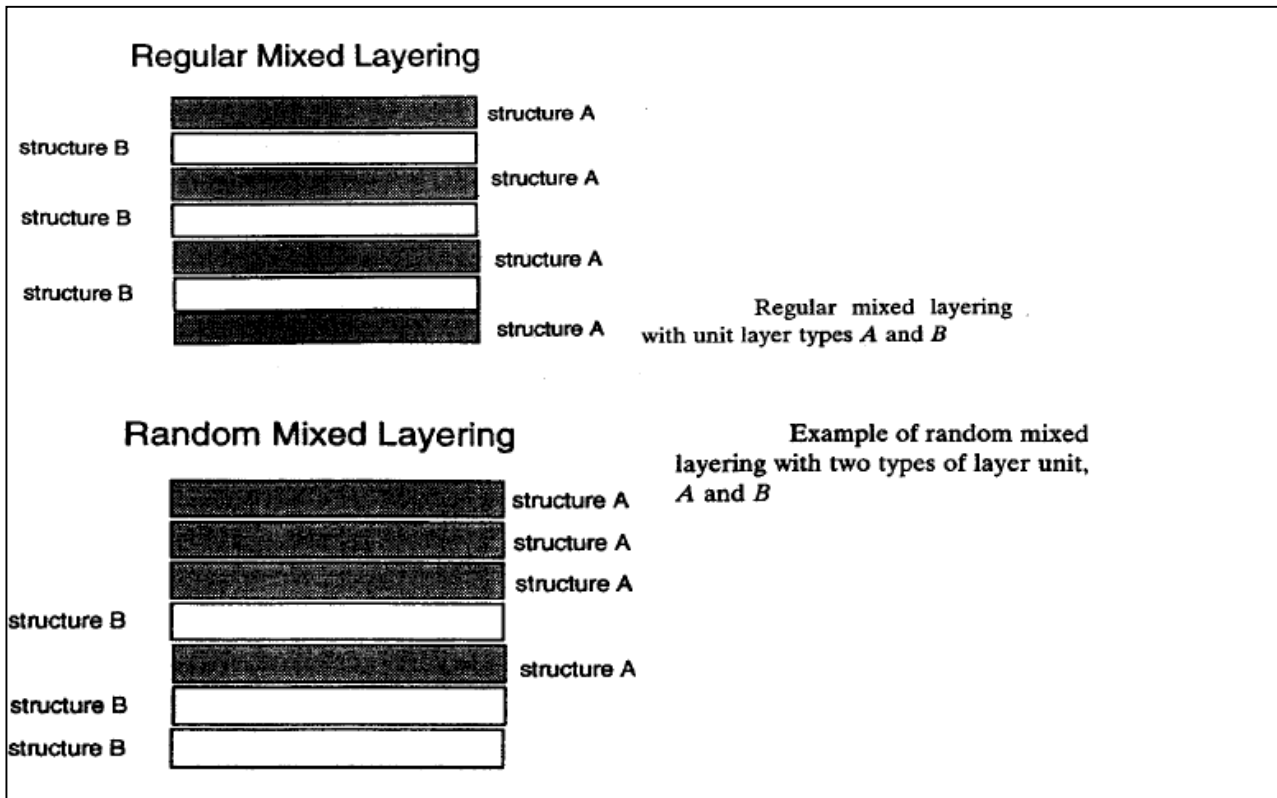 Regular Mixed Layering
structure A
structure B
structure A
structure B
structure A
structure B
structure A
Regular mixed layering
with unit layer types A and B
Random Mixed Layering
Example of random mixed
layering with two types of layer unit,
A and B
structure A
structure A
structure A
structure B
structure A
structure B
structure B